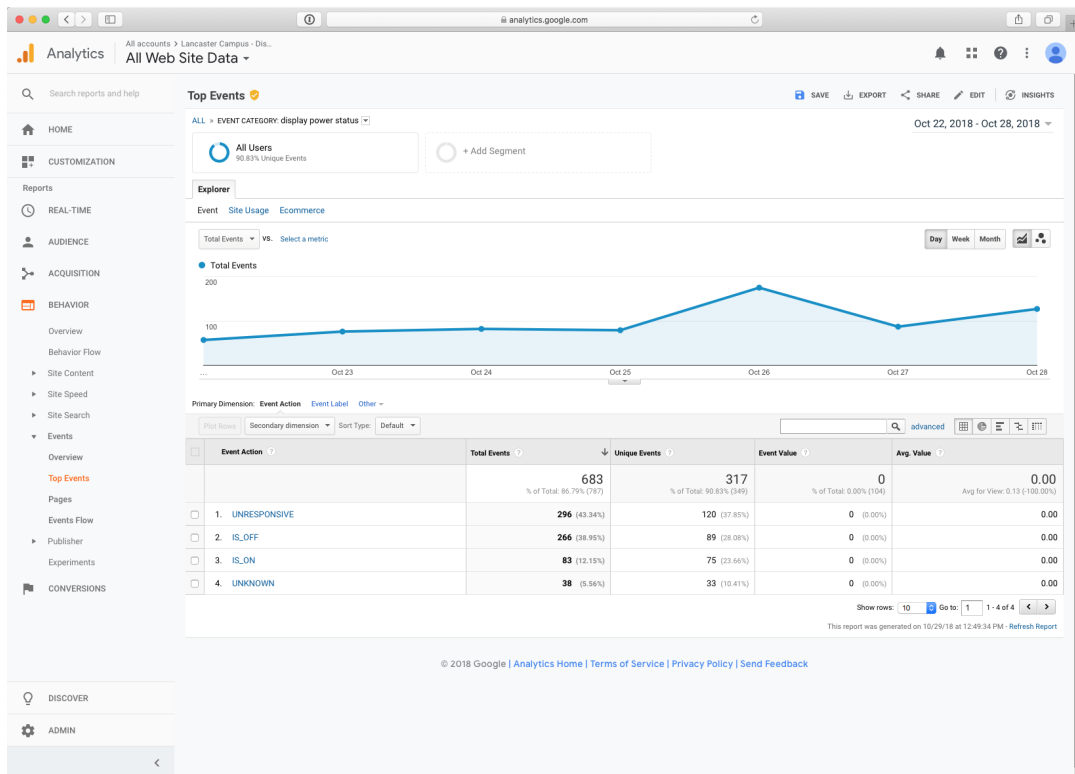 analytics.google.com
Analytics
All accounts > Lancaster Campus - Dis...
All Web Site Data
Search reports and help
HOME
CUSTOMIZATION
Reports
REAL-TIME
AUDIENCE
ACQUISITION
BEHAVIOR
Overview
Behavior Flow
Site Content
Site Speed
Site Search
Events
Overview
Top Events
Pages
Events Flow
Publisher
Experiments
CONVERSIONS
DISCOVER
ADMIN
Top Events
SAVE EXPORT SHARE EDIT INSIGHTS
ALL » EVENT CATEGORY: display power status
Oct 22, 2018 - Oct 28, 2018
All Users
90.83% Unique Events
+ Add Segment
Explorer
Event Site Usage Ecommerce
Total Events VS. Select a metric
Day Week Month
Total Events
200
100
... Oct 23 Oct 24 Oct 25 Oct 26 Oct 27 Oct 28
Primary Dimension: Event Action Event Label Other
Plot Rows Secondary dimension Sort Type: Default advanced
Event Action ? Total Events ? Unique Events ? Event Value ? Avg. Value ?
683 317 0 0.00
% of Total: 86.79% (787) % of Total: 90.83% (349) % of Total: 0.00% (104) Avg for View: 0.13 (-100.00%)
1. UNRESPONSIVE 296 (43.34%) 120 (37.85%) 0 (0.00%) 0.00
2. IS_OFF 266 (38.95%) 89 (28.08%) 0 (0.00%) 0.00
3. IS_ON 83 (12.15%) 75 (23.66%) 0 (0.00%) 0.00
4. UNKNOWN 38 (5.56%) 33 (10.41%) 0 (0.00%) 0.00
Show rows: 10 Go to: 1 1 - 4 of 4
This report was generated on 10/29/18 at 12:49:34 PM - Refresh Report
© 2018 Google | Analytics Home | Terms of Service | Privacy Policy | Send Feedback